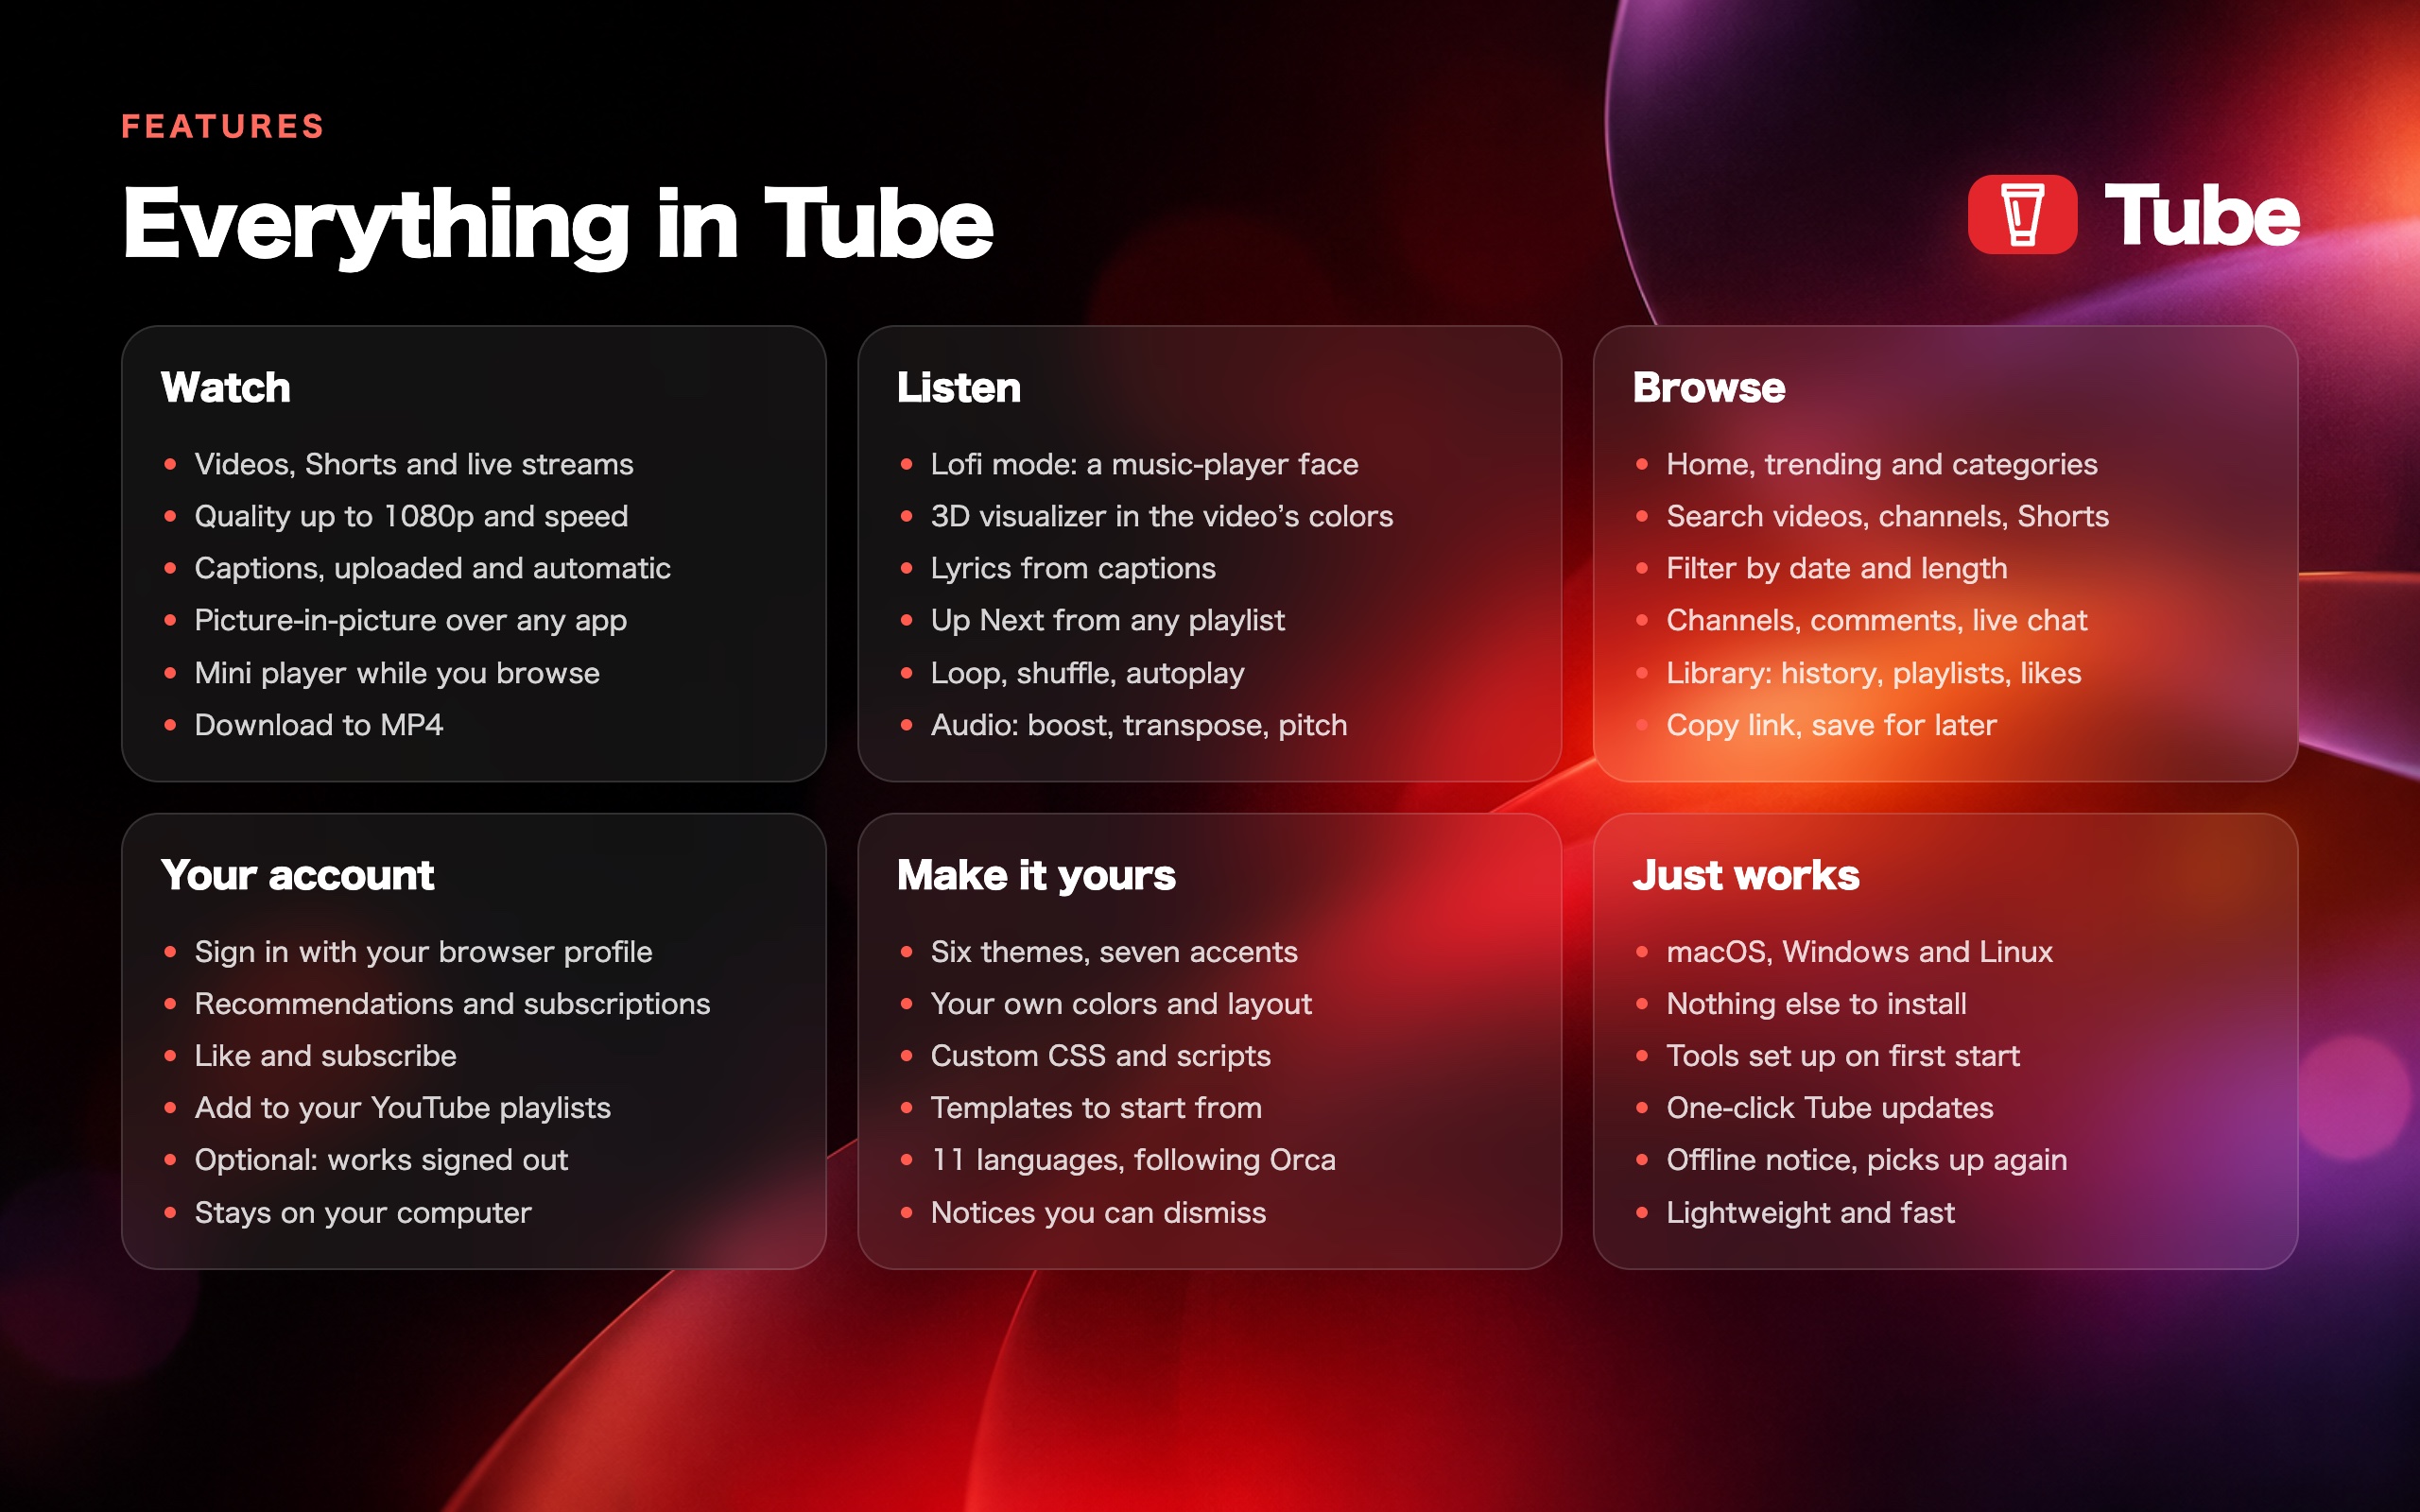 FEATURES
Everything in Tube
Tube
Watch
Videos, Shorts and live streams
Quality up to 1080p and speed
Captions, uploaded and automatic
Picture-in-picture over any app
Mini player while you browse
Download to MP4
Listen
Lofi mode: a music-player face
3D visualizer in the video’s colors
Lyrics from captions
Up Next from any playlist
Loop, shuffle, autoplay
Audio: boost, transpose, pitch
Browse
Home, trending and categories
Search videos, channels, Shorts
Filter by date and length
Channels, comments, live chat
Library: history, playlists, likes
Copy link, save for later
Your account
Sign in with your browser profile
Recommendations and subscriptions
Like and subscribe
Add to your YouTube playlists
Optional: works signed out
Stays on your computer
Make it yours
Six themes, seven accents
Your own colors and layout
Custom CSS and scripts
Templates to start from
11 languages, following Orca
Notices you can dismiss
Just works
macOS, Windows and Linux
Nothing else to install
Tools set up on first start
One-click Tube updates
Offline notice, picks up again
Lightweight and fast